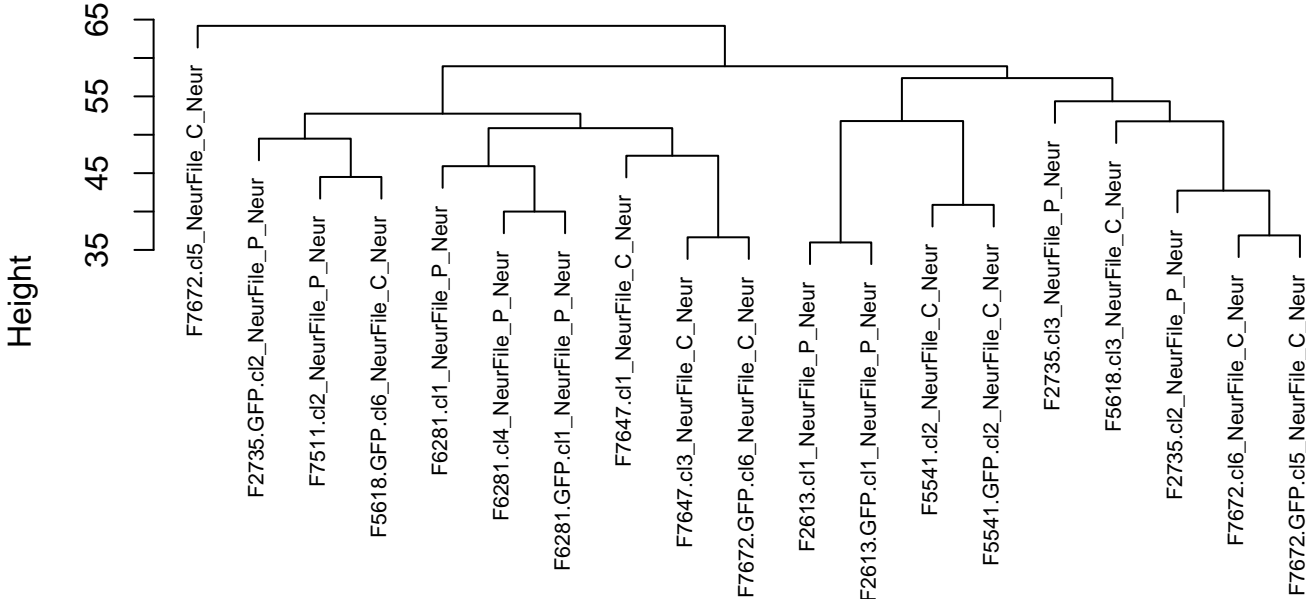 Height
65
55
45
35
F7672.cl5_NeurFile_C_Neur
F2735.GFP.cl2_NeurFile_P_Neur
F7511.cl2_NeurFile_P_Neur
F5618.GFP.cl6_NeurFile_C_Neur
F6281.cl1_NeurFile_P_Neur
F6281.cl4_NeurFile_P_Neur
F6281.GFP.cl1_NeurFile_P_Neur
F7647.cl1_NeurFile_C_Neur
F7647.cl3_NeurFile_C_Neur
F7672.GFP.cl6_NeurFile_C_Neur
F2613.cl1_NeurFile_P_Neur
F2613.GFP.cl1_NeurFile_P_Neur
F5541.cl2_NeurFile_C_Neur
F5541.GFP.cl2_NeurFile_C_Neur
F2735.cl3_NeurFile_P_Neur
F5618.cl3_NeurFile_C_Neur
F2735.cl2_NeurFile_P_Neur
F7672.cl6_NeurFile_C_Neur
F7672.GFP.cl5_NeurFile_C_Neur